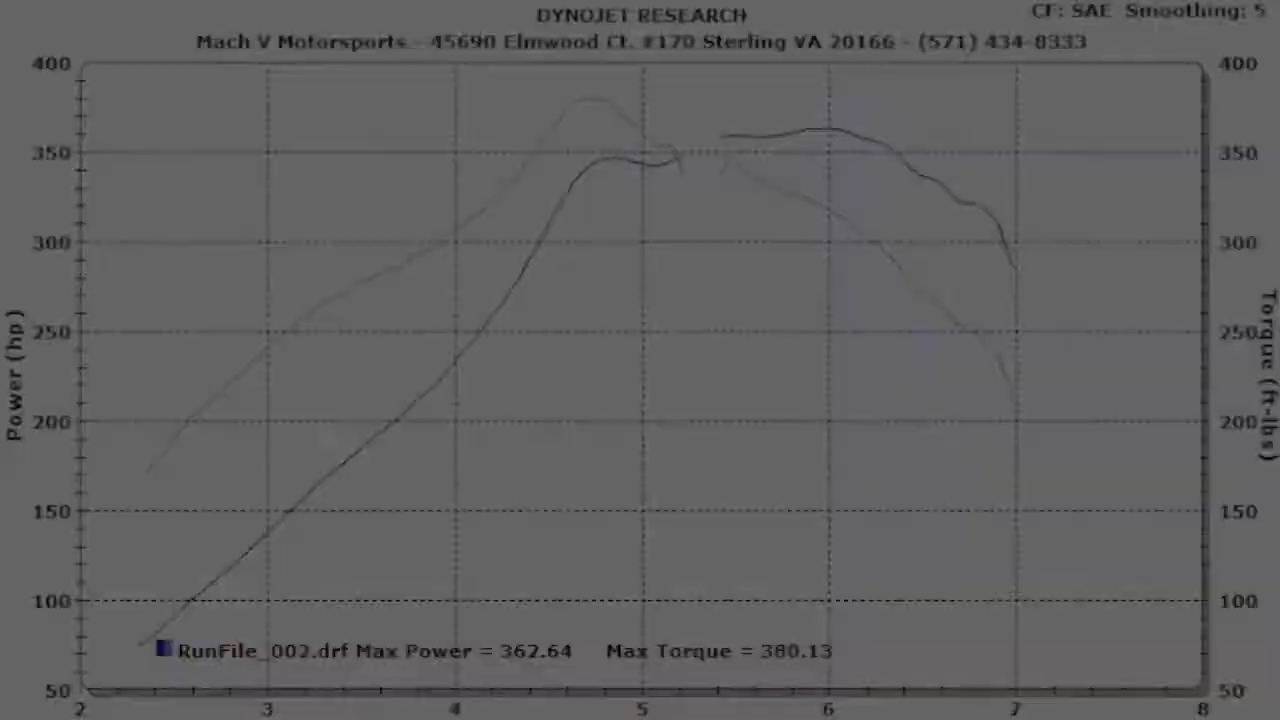 CF: SAE Smoothing: 5
DYNOJET RESEARCH
Mach V Motorsports - 45690 Elmwood Ct. #170 Sterling VA 20166 - (571) 434-8333
400
350
300
250
200
150
100
50
Power (hp)
400
350
300
250
200
150
100
50
Torque (ft-lbs)
RunFile_002.drf Max Power = 362.64 Max Torque = 380.13
2 3 4 5 6 7 8